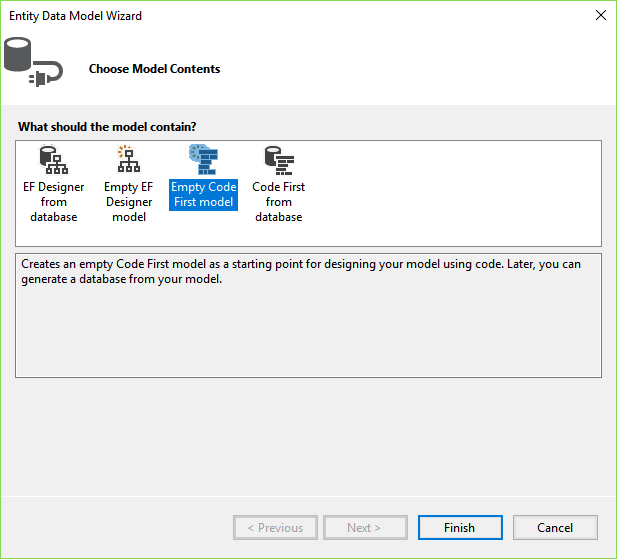 Entity Data Model Wizard
Choose Model Contents
What should the model contain?
EF Designer
from
database
Empty EF
Designer
model
Empty Code
First model
Code First
from
database
Creates an empty Code First model as a starting point for designing your model using code. Later, you can
generate a database from your model.
< Previous
Next >
Finish
Cancel